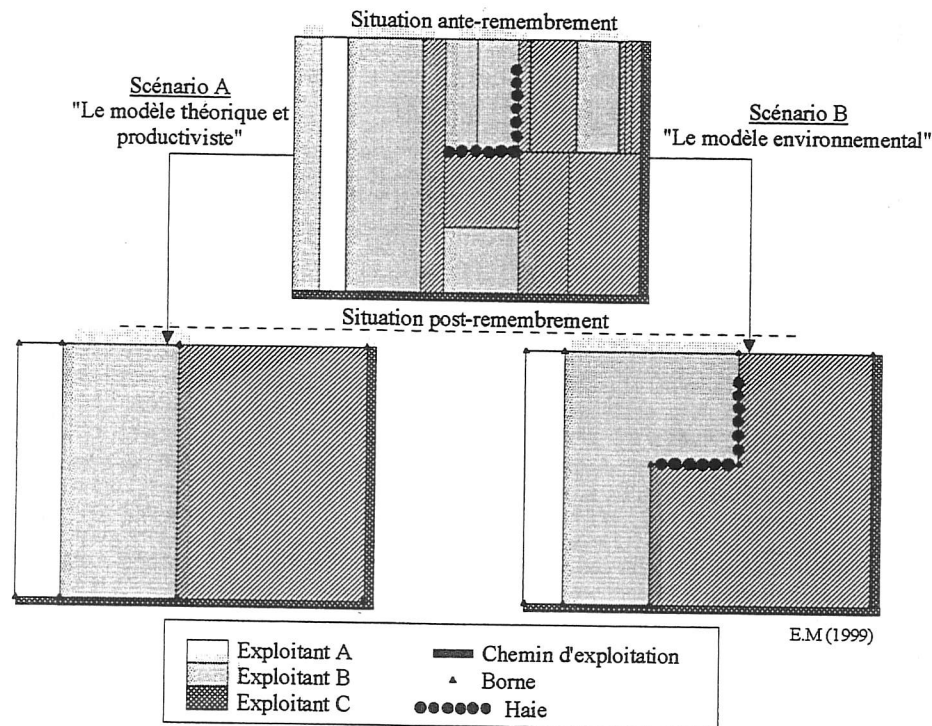 Situation ante-remembrement
Scénario A
"Le modèle théorique et
productiviste"
Scénario B
"Le modèle environnemental"
Situation post-remembrement
E.M (1999)
Exploitant A
Exploitant B
Exploitant C
Chemin d'exploitation
Borne
Haie